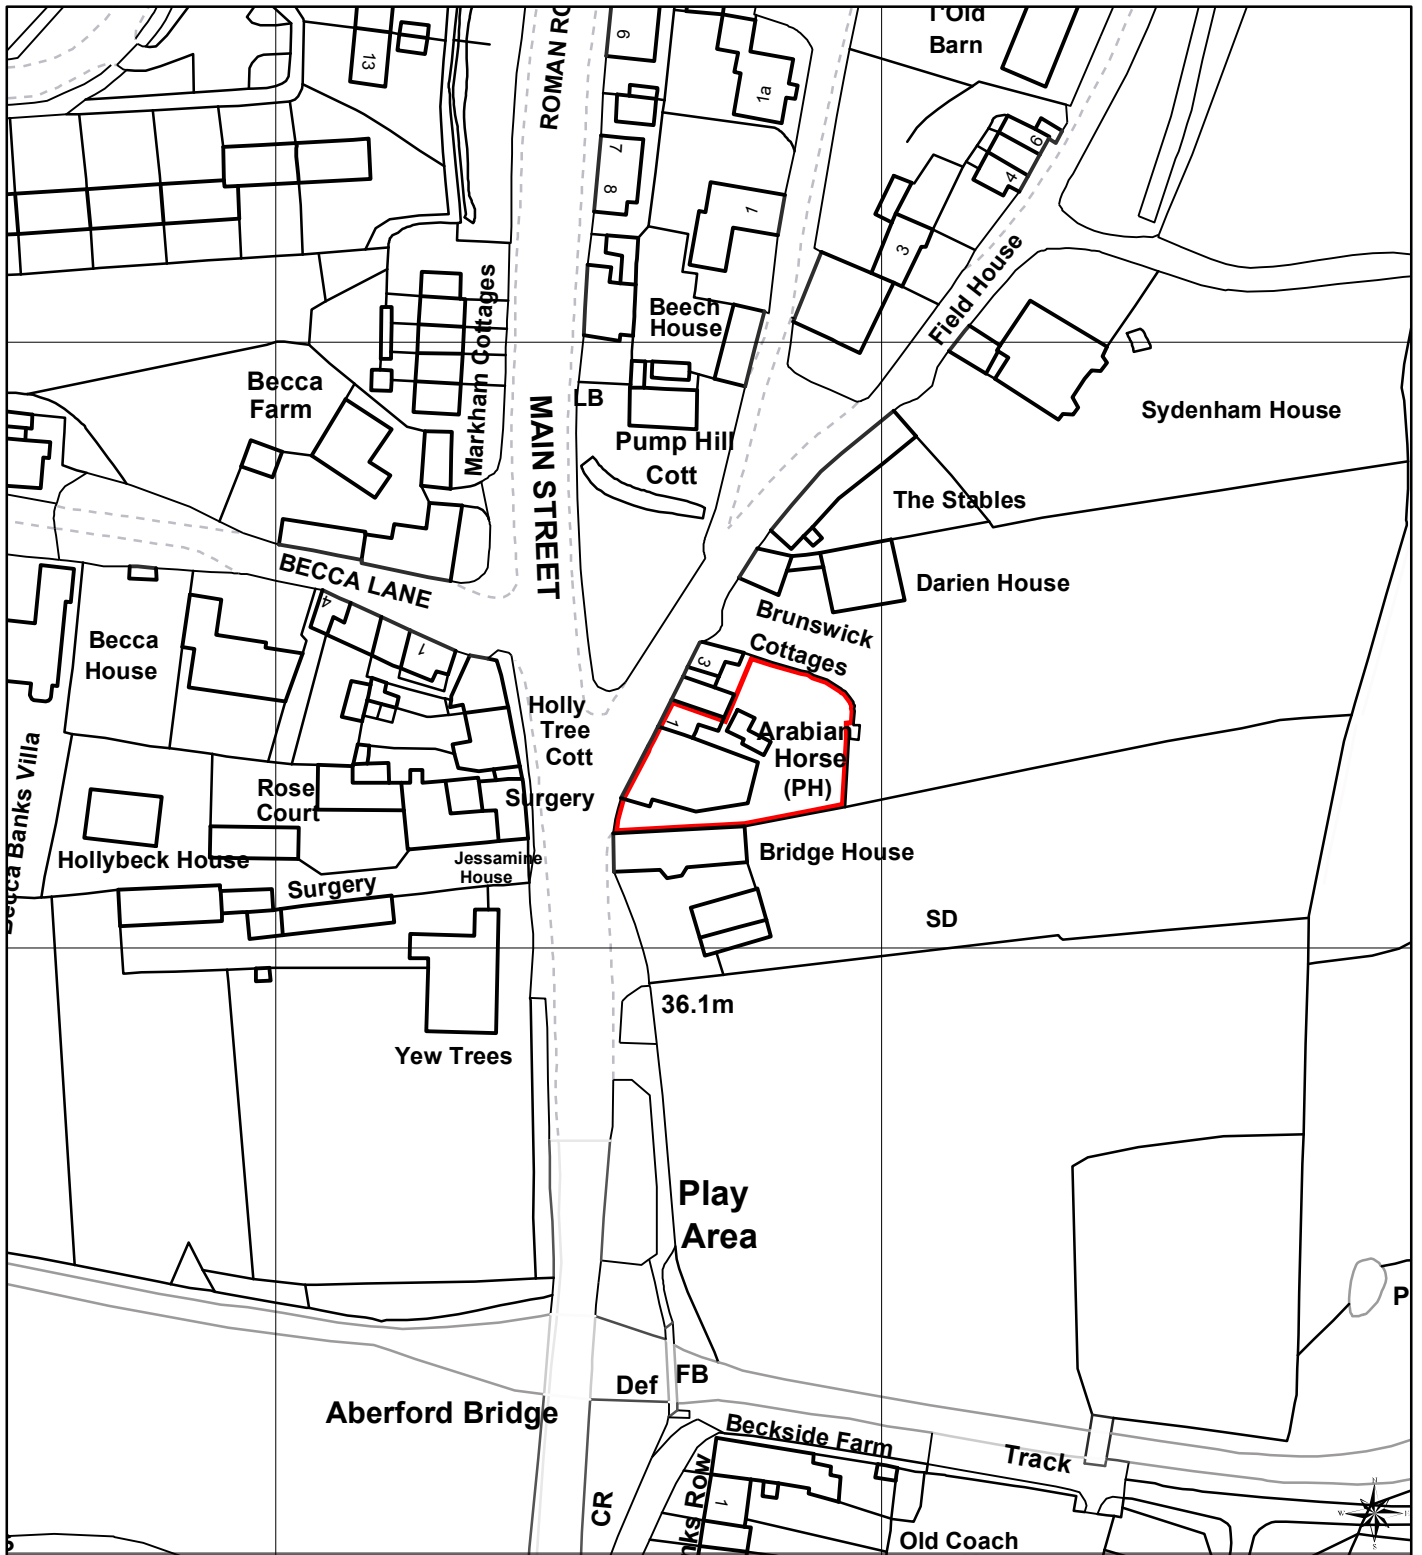 T'Old
Barn
ROMAN RO
13
6
1a
7
8
1
6
4
3
Field House
Beech
House
Markham Cottages
Becca
Farm
MAIN STREET
LB
Pump Hill
Cott
Sydenham House
The Stables
BECCA LANE
Darien House
Brunswick
Cottages
4
1
3
1
Becca
House
Holly
Tree
Cott
Arabian
Horse
(PH)
Becca Banks Villa
Rose
Court
Surgery
Hollybeck House
Jessamine
House
Bridge House
Surgery
SD
36.1m
Yew Trees
Play
Area
P
Def
FB
Aberford Bridge
Beckside Farm
Track
CR
nks Row
1
Old Coach
N
W
E
S